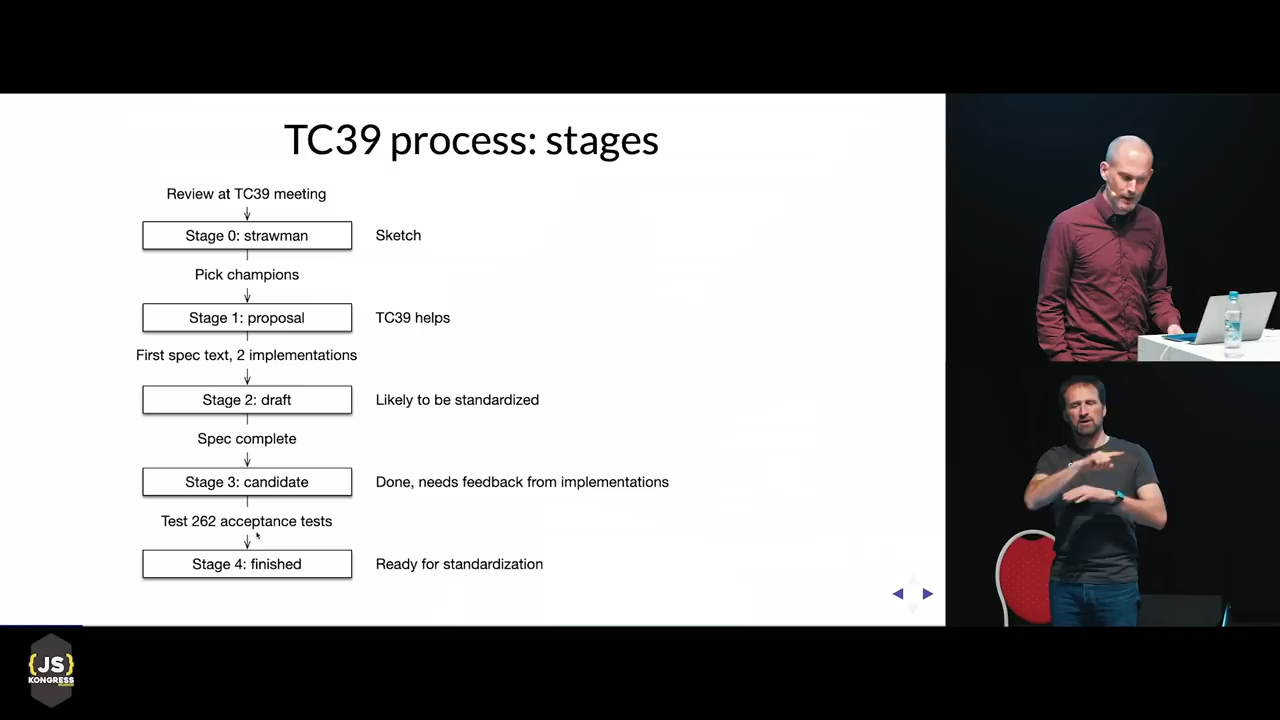 TC39 process: stages
Review at TC39 meeting
Stage 0: strawman
Sketch
Pick champions
Stage 1: proposal
TC39 helps
First spec text, 2 implementations
Stage 2: draft
Likely to be standardized
Spec complete
Stage 3: candidate
Done, needs feedback from implementations
Test 262 acceptance tests
Stage 4: finished
Ready for standardization
{JS}
KONGRESS